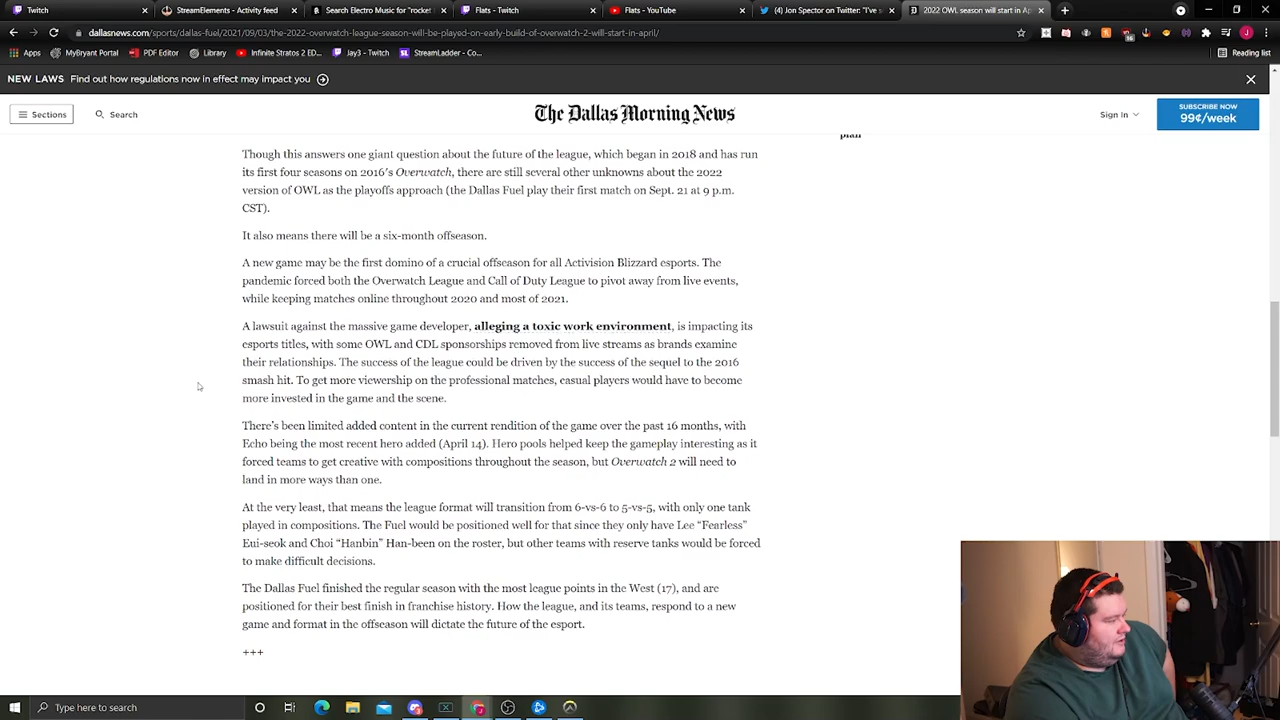 Twitch
StreamElements - Activity feed
Search Electro Music for "rocket
Flats - Twitch
Flats - YouTube
(4) Jon Spector on Twitter: "I've s
2022 OWL season will start in Ap
dallasnews.com/sports/dallas-fuel/2021/09/03/the-2022-overwatch-league-season-will-be-played-on-early-build-of-overwatch-2-will-start-in-april/
Apps
MyBryant Portal
PDF Editor
Library
Infinite Stratos 2 ED...
Jay3 - Twitch
StreamLadder - Co...
Reading list
NEW LAWS Find out how regulations now in effect may impact you
Sections
Search
The Dallas Morning News
Sign In
SUBSCRIBE NOW
99¢/week
plan
Though this answers one giant question about the future of the league, which began in 2018 and has run
its first four seasons on 2016's Overwatch, there are still several other unknowns about the 2022
version of OWL as the playoffs approach (the Dallas Fuel play their first match on Sept. 21 at 9 p.m.
CST).
It also means there will be a six-month offseason.
A new game may be the first domino of a crucial offseason for all Activision Blizzard esports. The
pandemic forced both the Overwatch League and Call of Duty League to pivot away from live events,
while keeping matches online throughout 2020 and most of 2021.
A lawsuit against the massive game developer, alleging a toxic work environment, is impacting its
esports titles, with some OWL and CDL sponsorships removed from live streams as brands examine
their relationships. The success of the league could be driven by the success of the sequel to the 2016
smash hit. To get more viewership on the professional matches, casual players would have to become
more invested in the game and the scene.
There's been limited added content in the current rendition of the game over the past 16 months, with
Echo being the most recent hero added (April 14). Hero pools helped keep the gameplay interesting as it
forced teams to get creative with compositions throughout the season, but Overwatch 2 will need to
land in more ways than one.
At the very least, that means the league format will transition from 6-vs-6 to 5-vs-5, with only one tank
played in compositions. The Fuel would be positioned well for that since they only have Lee “Fearless”
Eui-seok and Choi “Hanbin” Han-been on the roster, but other teams with reserve tanks would be forced
to make difficult decisions.
The Dallas Fuel finished the regular season with the most league points in the West (17), and are
positioned for their best finish in franchise history. How the league, and its teams, respond to a new
game and format in the offseason will dictate the future of the esport.
+++
Type here to search